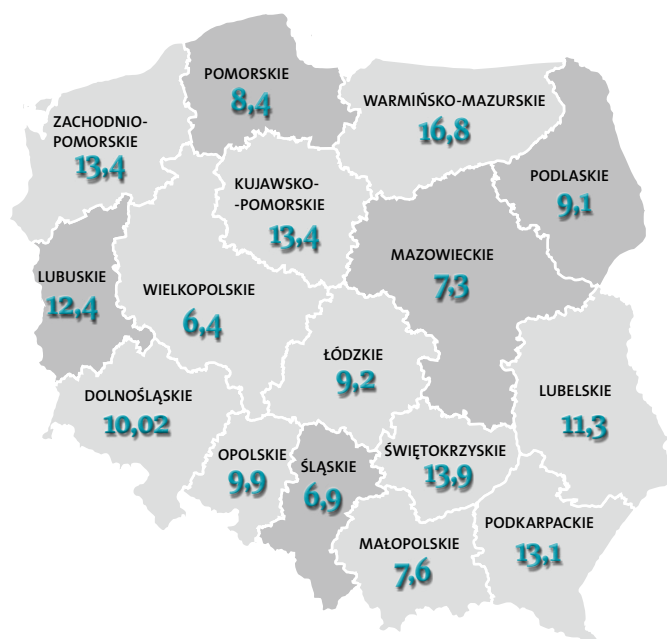 POMORSKIE
8,4
WARMIŃSKO-MAZURSKIE
16,8
ZACHODNIO-
POMORSKIE
13,4
PODLASKIE
9,1
KUJAWSKO-
-POMORSKIE
13,4
MAZOWIECKIE
7,3
LUBUSKIE
12,4
WIELKOPOLSKIE
6,4
ŁÓDZKIE
9,2
DOLNOŚLĄSKIE
10,02
LUBELSKIE
11,3
OPOLSKIE
9,9
ŚLĄSKIE
6,9
ŚWIĘTOKRZYSKIE
13,9
PODKARPACKIE
13,1
MAŁOPOLSKIE
7,6